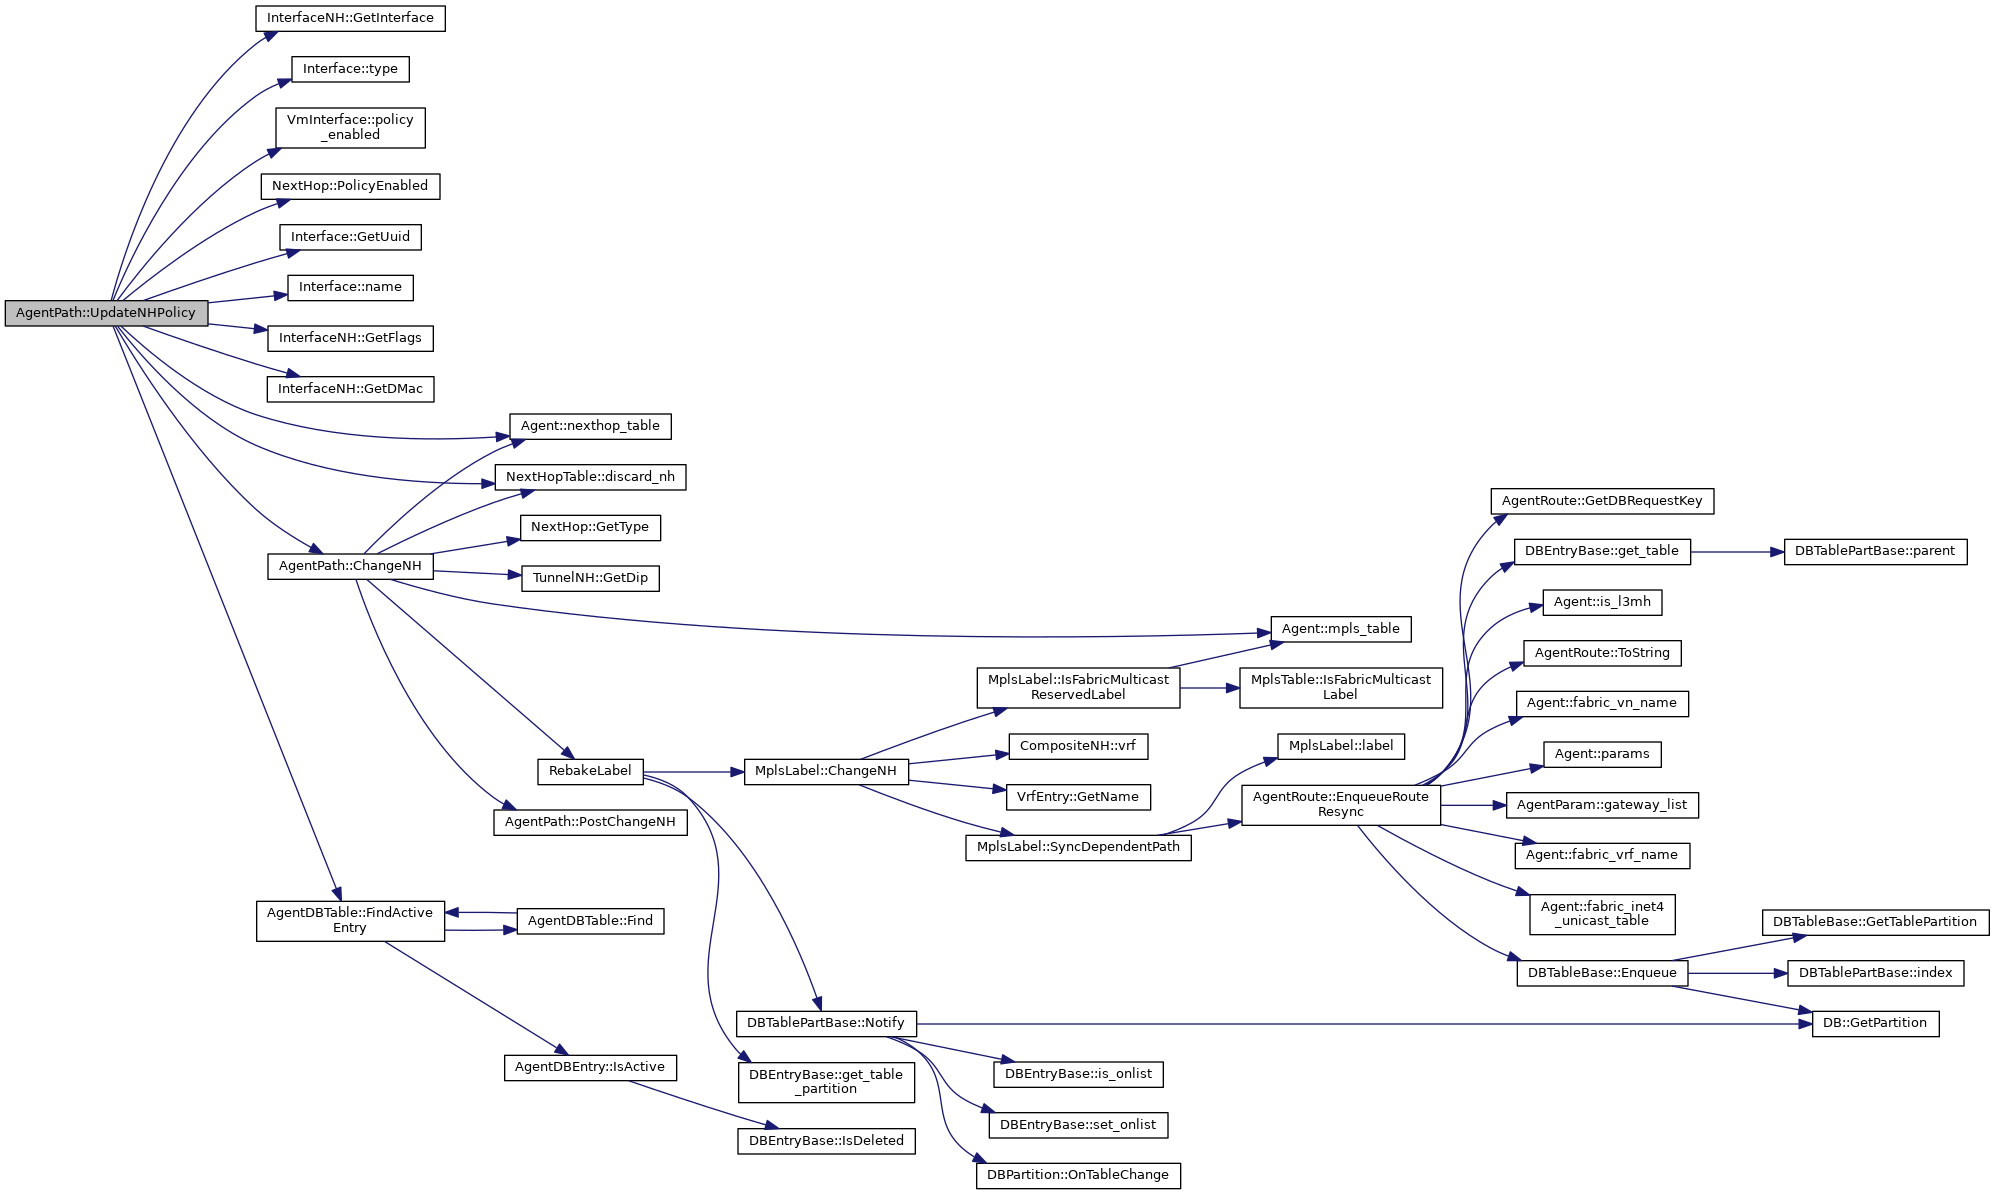 InterfaceNH::GetInterface
Interface::type
VmInterface::policy
_enabled
NextHop::PolicyEnabled
Interface::GetUuid
Interface::name
AgentPath::UpdateNHPolicy
InterfaceNH::GetFlags
InterfaceNH::GetDMac
Agent::nexthop_table
NextHopTable::discard_nh
NextHop::GetType
AgentPath::ChangeNH
TunnelNH::GetDip
Agent::mpls_table
MplsLabel::IsFabricMulticast
ReservedLabel
MplsTable::IsFabricMulticast
Label
CompositeNH::vrf
MplsLabel::label
RebakeLabel
MplsLabel::ChangeNH
VrfEntry::GetName
AgentPath::PostChangeNH
MplsLabel::SyncDependentPath
AgentRoute::EnqueueRoute
Resync
AgentRoute::GetDBRequestKey
DBEntryBase::get_table
DBTablePartBase::parent
Agent::is_l3mh
AgentRoute::ToString
Agent::fabric_vn_name
Agent::params
AgentParam::gateway_list
Agent::fabric_vrf_name
Agent::fabric_inet4
_unicast_table
DBTableBase::Enqueue
DBTableBase::GetTablePartition
DBTablePartBase::index
DB::GetPartition
AgentDBTable::FindActive
Entry
AgentDBTable::Find
AgentDBEntry::IsActive
DBTablePartBase::Notify
DBEntryBase::get_table
_partition
DBEntryBase::IsDeleted
DBEntryBase::is_onlist
DBEntryBase::set_onlist
DBPartition::OnTableChange